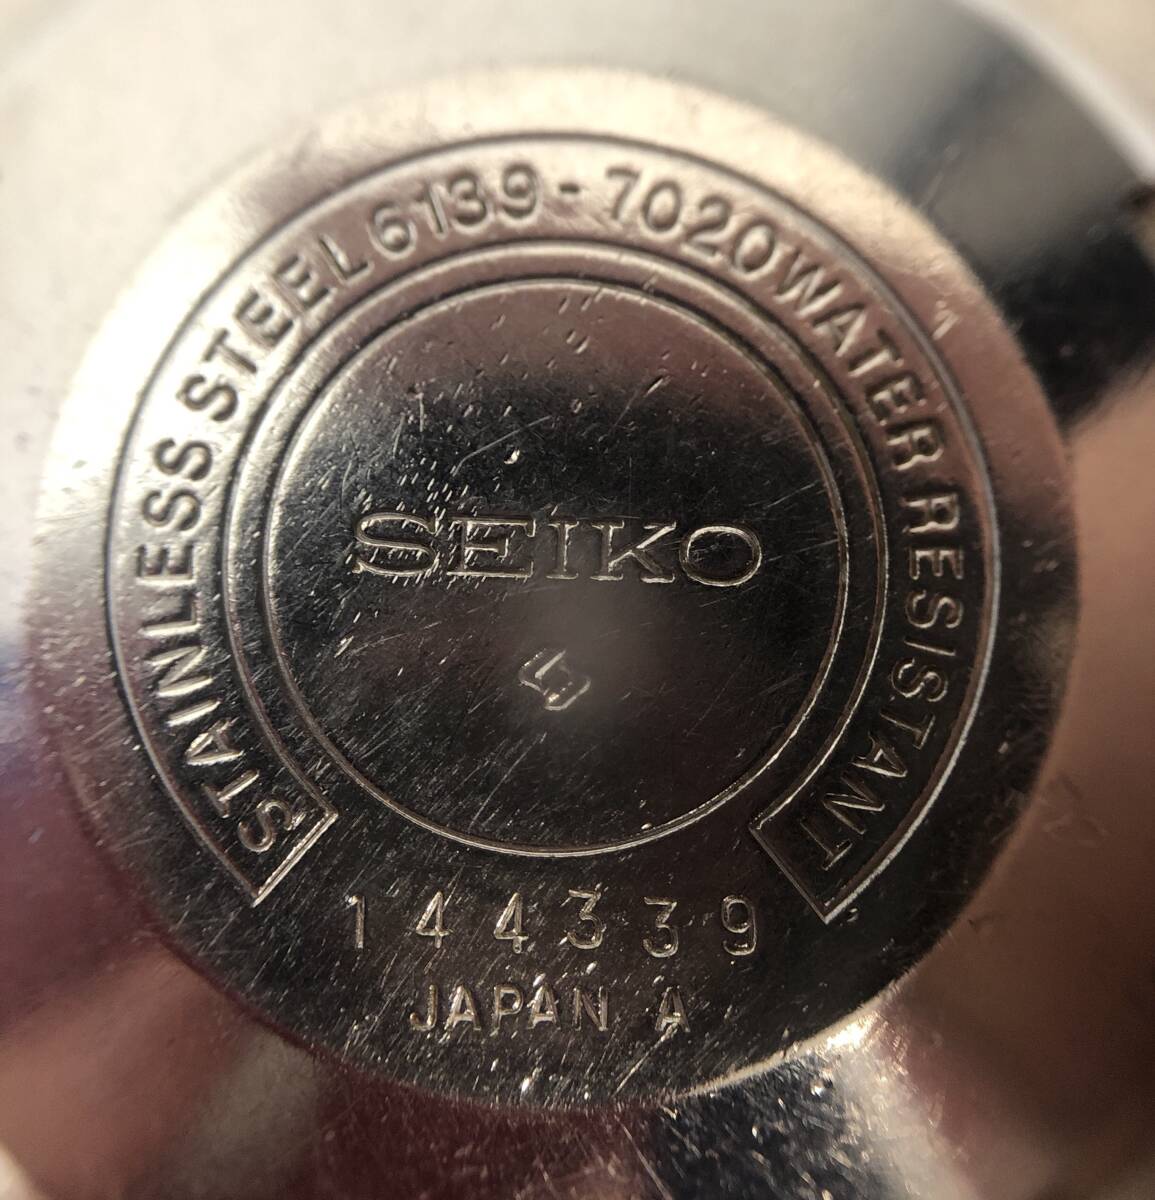 STAINLESS STEEL 6139-7020 WATER RESISTANT
SEIKO
S
144339
JAPAN A